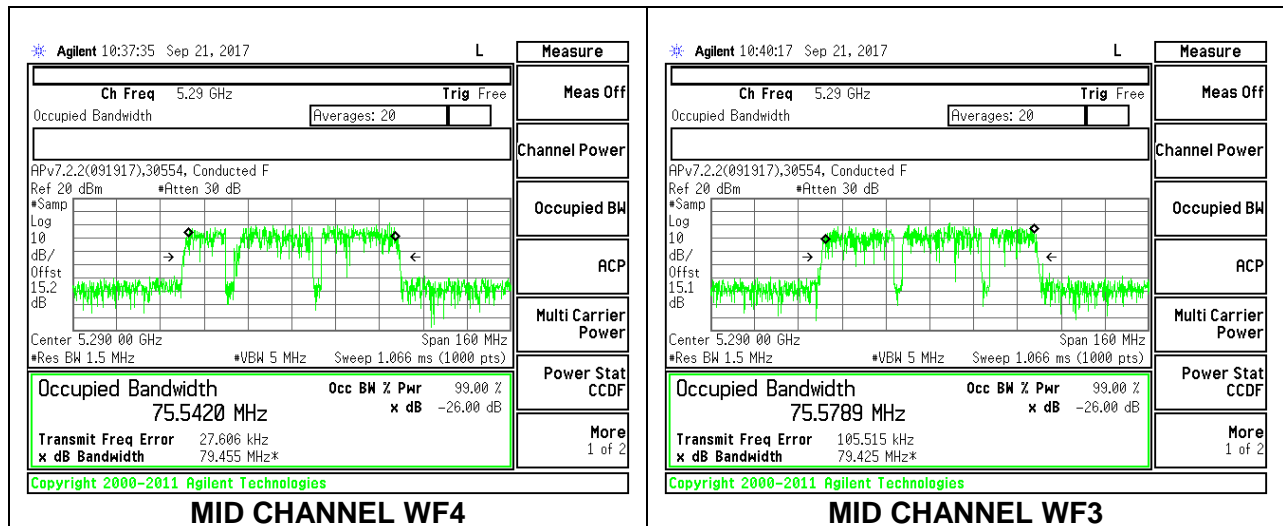 Agilent 10:37:35 Sep 21, 2017 L
Measure
Ch Freq 5.29 GHz Trig Free
Occupied Bandwidth Averages: 20
APv7.2.2(091917),30554, Conducted F
Ref 20 dBm #Atten 30 dB
#Samp
Log
10
dB/
Offst
15.2
dB
Center 5.290 00 GHz Span 160 MHz
#Res BW 1.5 MHz #VBW 5 MHz Sweep 1.066 ms (1000 pts)
Occupied Bandwidth Occ BW % Pwr 99.00 %
75.5420 MHz x dB -26.00 dB
Transmit Freq Error 27.606 kHz
x dB Bandwidth 79.455 MHz*
Copyright 2000-2011 Agilent Technologies
Meas Off
Channel Power
Occupied BW
ACP
Multi Carrier
Power
Power Stat
CCDF
More
1 of 2
MID CHANNEL WF4
Agilent 10:40:17 Sep 21, 2017 L
Measure
Ch Freq 5.29 GHz Trig Free
Occupied Bandwidth Averages: 20
APv7.2.2(091917),30554, Conducted F
Ref 20 dBm #Atten 30 dB
#Samp
Log
10
dB/
Offst
15.1
dB
Center 5.290 00 GHz Span 160 MHz
#Res BW 1.5 MHz #VBW 5 MHz Sweep 1.066 ms (1000 pts)
Occupied Bandwidth Occ BW % Pwr 99.00 %
75.5789 MHz x dB -26.00 dB
Transmit Freq Error 105.515 kHz
x dB Bandwidth 79.425 MHz*
Copyright 2000-2011 Agilent Technologies
Meas Off
Channel Power
Occupied BW
ACP
Multi Carrier
Power
Power Stat
CCDF
More
1 of 2
MID CHANNEL WF3